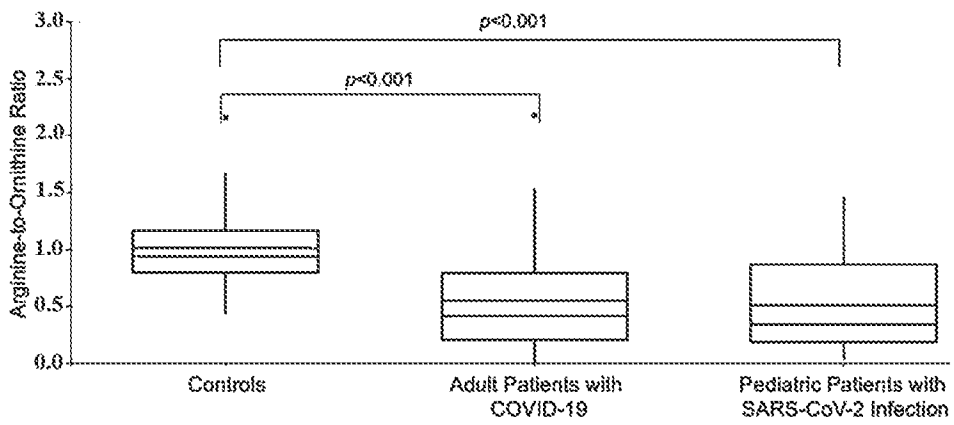 p<0.001
p<0.001
Arginine-to-Ornithine Ratio
3.0
2.5
2.0
1.5
1.0
0.5
0.0
Controls
Adult Patients with
COVID-19
Pediatric Patients with
SARS-CoV-2 Infection